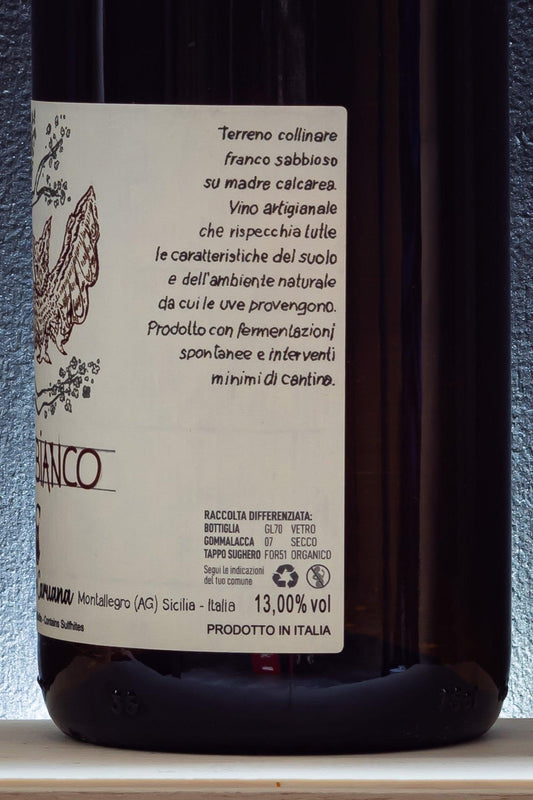 Terreno collinare
franco sabbioso
su madre calcarea.
Vino artigianale
che rispecchia tutte
le caratteristiche del suolo
e dell'ambiente naturale
da cui le uve provengono.
Prodotto con fermentazioni
spontanee e interventi
minimi di cantina.
BIANCO
RACCOLTA DIFFERENZIATA:
BOTTIGLIA GL70 VETRO
GOMMALACCA 07 SECCO
TAPPO SUGHERO FOR51 ORGANICO
Segui le indicazioni
del tuo comune
Montallegro (AG) Sicilia - Italia 13,00% vol
- Contains Sulfhites
PRODOTTO IN ITALIA